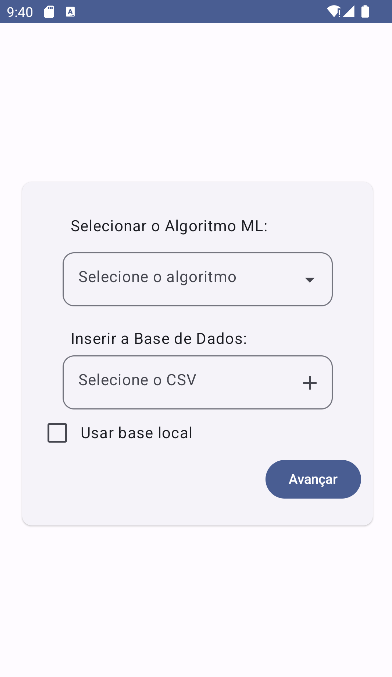 9:40
Selecionar o Algoritmo ML:
Selecione o algoritmo
Inserir a Base de Dados:
Selecione o CSV
Usar base local
Avançar